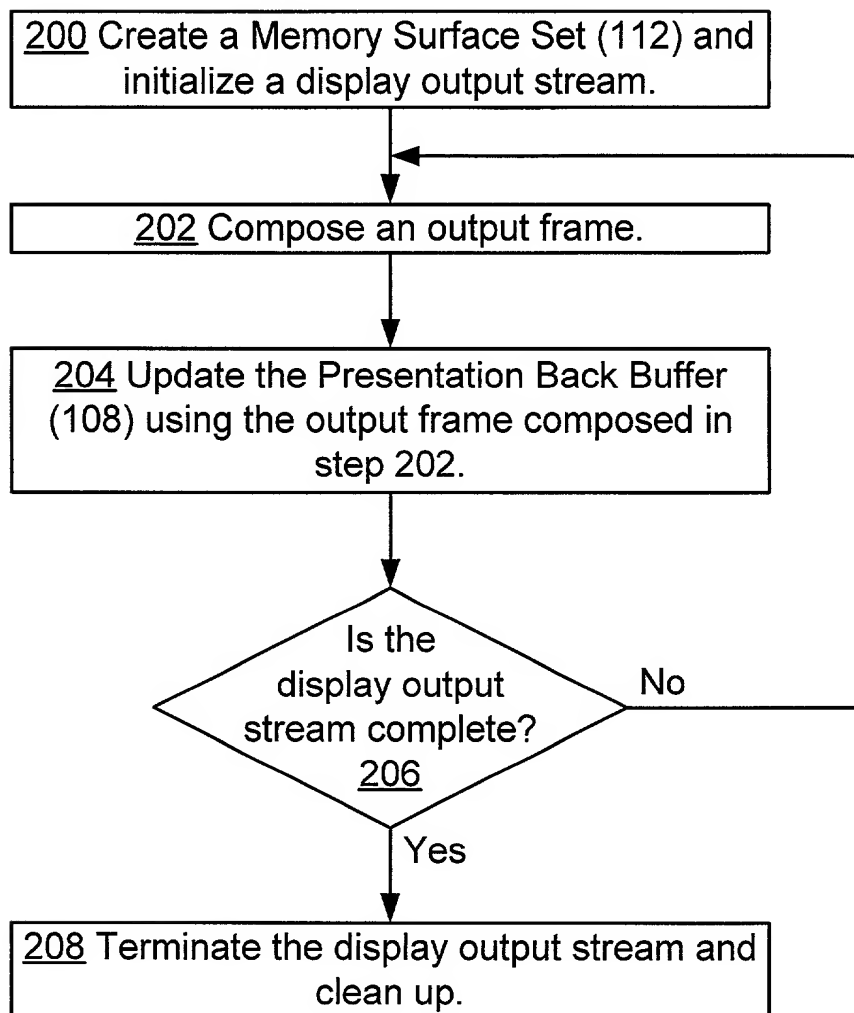 200 Create a Memory Surface Set (112) and
initialize a display output stream.
202 Compose an output frame.
204 Update the Presentation Back Buffer
(108) using the output frame composed in
step 202.
Is the
display output
stream complete?
206
No
Yes
208 Terminate the display output stream and
clean up.